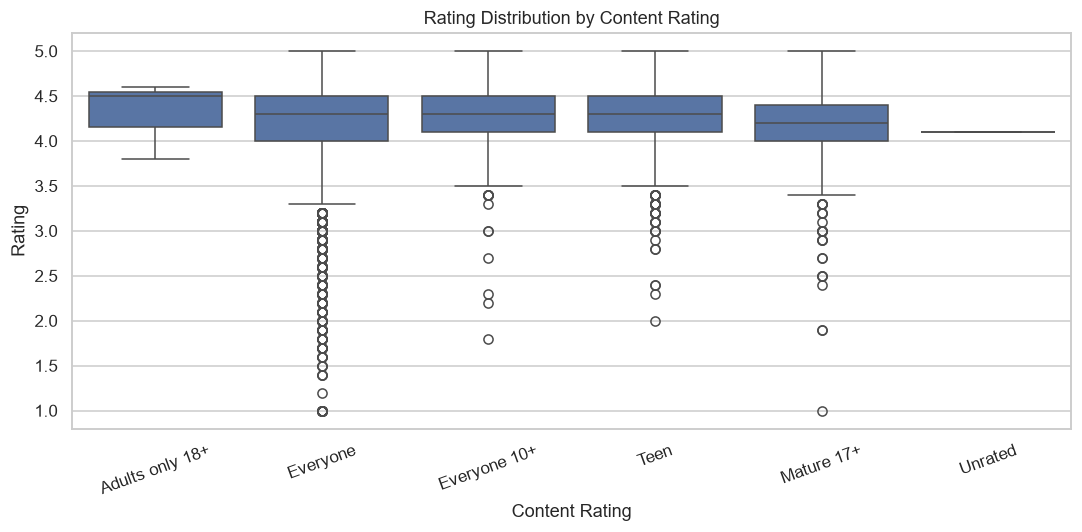 Rating Distribution by Content Rating
5.0
4.5
4.0
3.5
3.0
2.5
2.0
1.5
1.0
Rating
Adults only 18+
Everyone
Everyone 10+
Teen
Mature 17+
Unrated
Content Rating